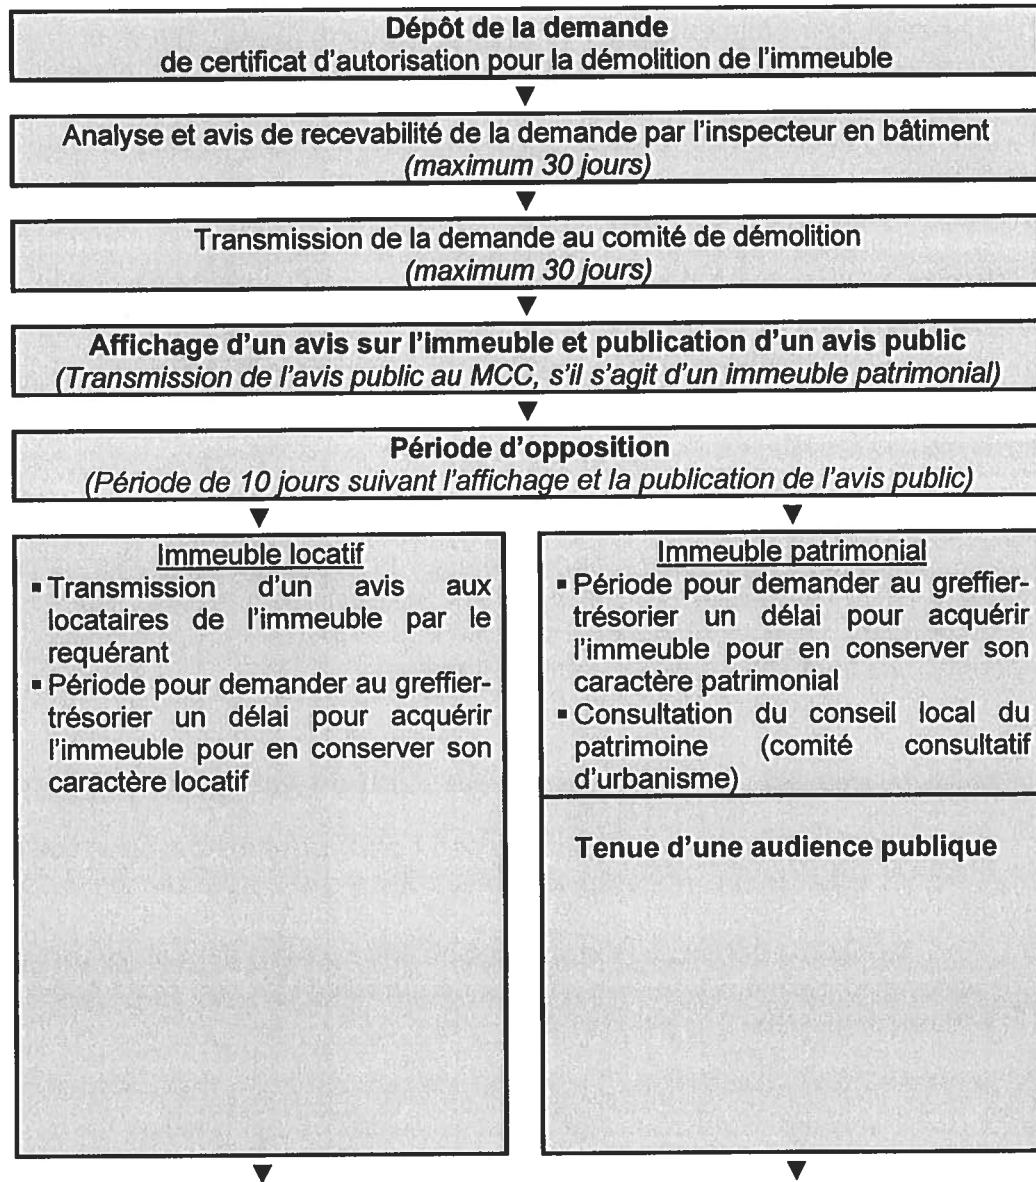 Dépôt de la demande
de certificat d'autorisation pour la démolition de l'immeuble
▼
Analyse et avis de recevabilité de la demande par l'inspecteur en bâtiment
(maximum 30 jours)
▼
Transmission de la demande au comité de démolition
(maximum 30 jours)
▼
Affichage d'un avis sur l'immeuble et publication d'un avis public
(Transmission de l'avis public au MCC, s'il s'agit d'un immeuble patrimonial)
▼
Période d'opposition
(Période de 10 jours suivant l'affichage et la publication de l'avis public)
▼ ▼
Immeuble locatif
▪ Transmission d'un avis aux
locataires de l'immeuble par le
requérant
▪ Période pour demander au greffier-
trésorier un délai pour acquérir
l'immeuble pour en conserver son
caractère locatif
Immeuble patrimonial
▪ Période pour demander au greffier-
trésorier un délai pour acquérir
l'immeuble pour en conserver son
caractère patrimonial
▪ Consultation du conseil local du
patrimoine (comité consultatif
d'urbanisme)
Tenue d'une audience publique
▼ ▼